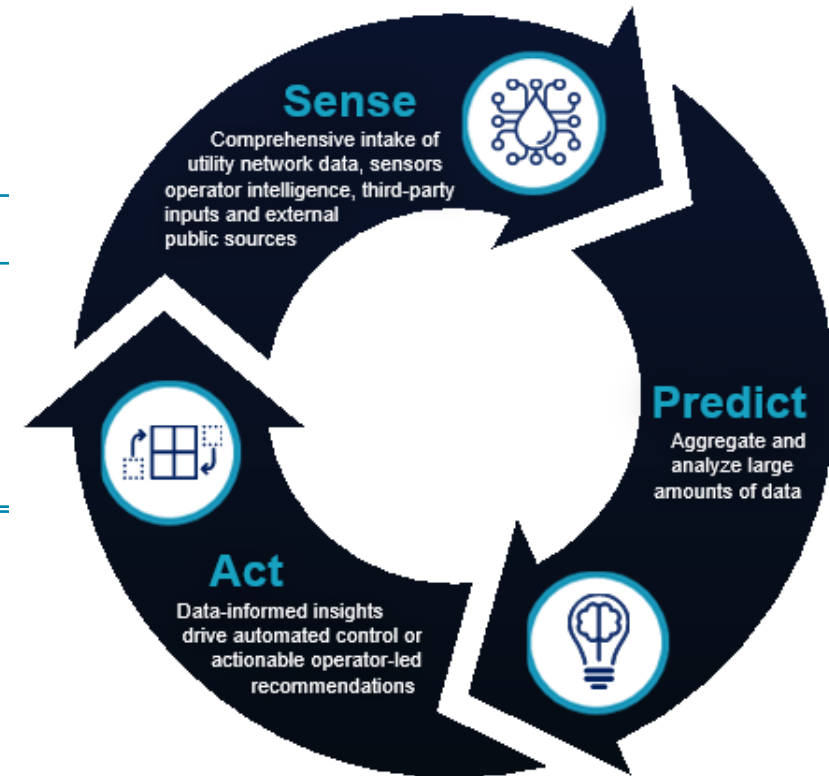 Sense
Comprehensive intake of
utility network data, sensors
operator intelligence, third-party
inputs and external
public sources
Predict
Aggregate and
analyze large
amounts of data
Act
Data-informed insights
drive automated control or
actionable operator-led
recommendations